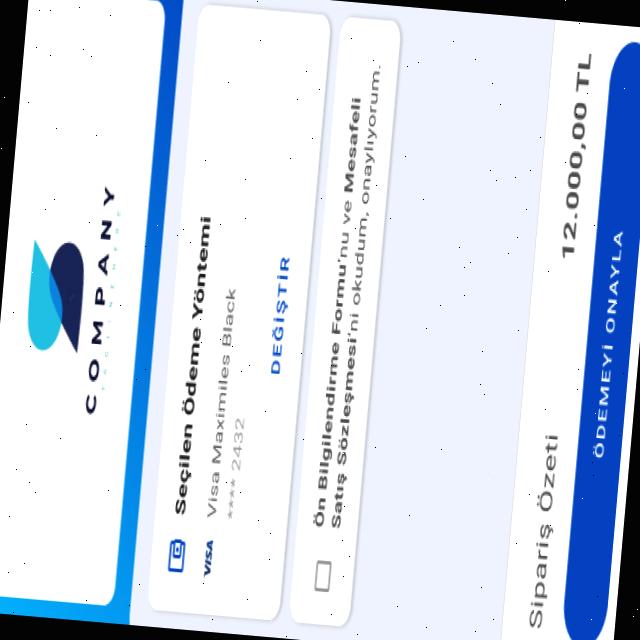 COMPANY
Seçilen Ödeme Yöntemi
VISA
Visa Maximiles Black
**** 2432
DEĞİŞTİR
Ön Bilgilendirme Formu'nu ve Mesafeli
Satış Sözleşmesi'ni okudum, onaylıyorum.
Sipariş Özeti
12.000,00 TL
ÖDEMEYİ ONAYLA